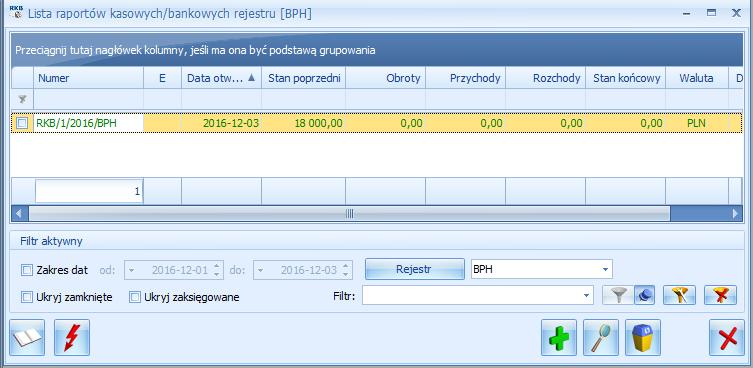 RKB Lista raportów kasowych/bankowych rejestru [BPH]
Przeciągnij tutaj nagłówek kolumny, jeśli ma ona być podstawą grupowania
Numer E Data otw... Stan poprzedni Obroty Przychody Rozchody Stan końcowy Waluta D
RKB/1/2016/BPH 2016-12-03 18 000,00 0,00 0,00 0,00 0,00 PLN
1
Filtr aktywny
Zakres dat od: 2016-12-01 do: 2016-12-03 Rejestr BPH
Ukryj zamknięte Ukryj zaksięgowane Filtr: